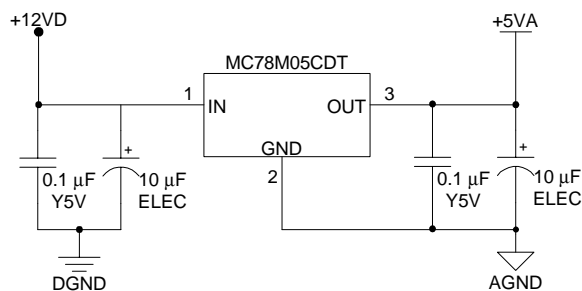 +12VD
+5VA
MC78M05CDT
1
IN
OUT
3
GND
2
+
0.1 µF
Y5V
10 µF
ELEC
+
0.1 µF
Y5V
10 µF
ELEC
DGND
AGND